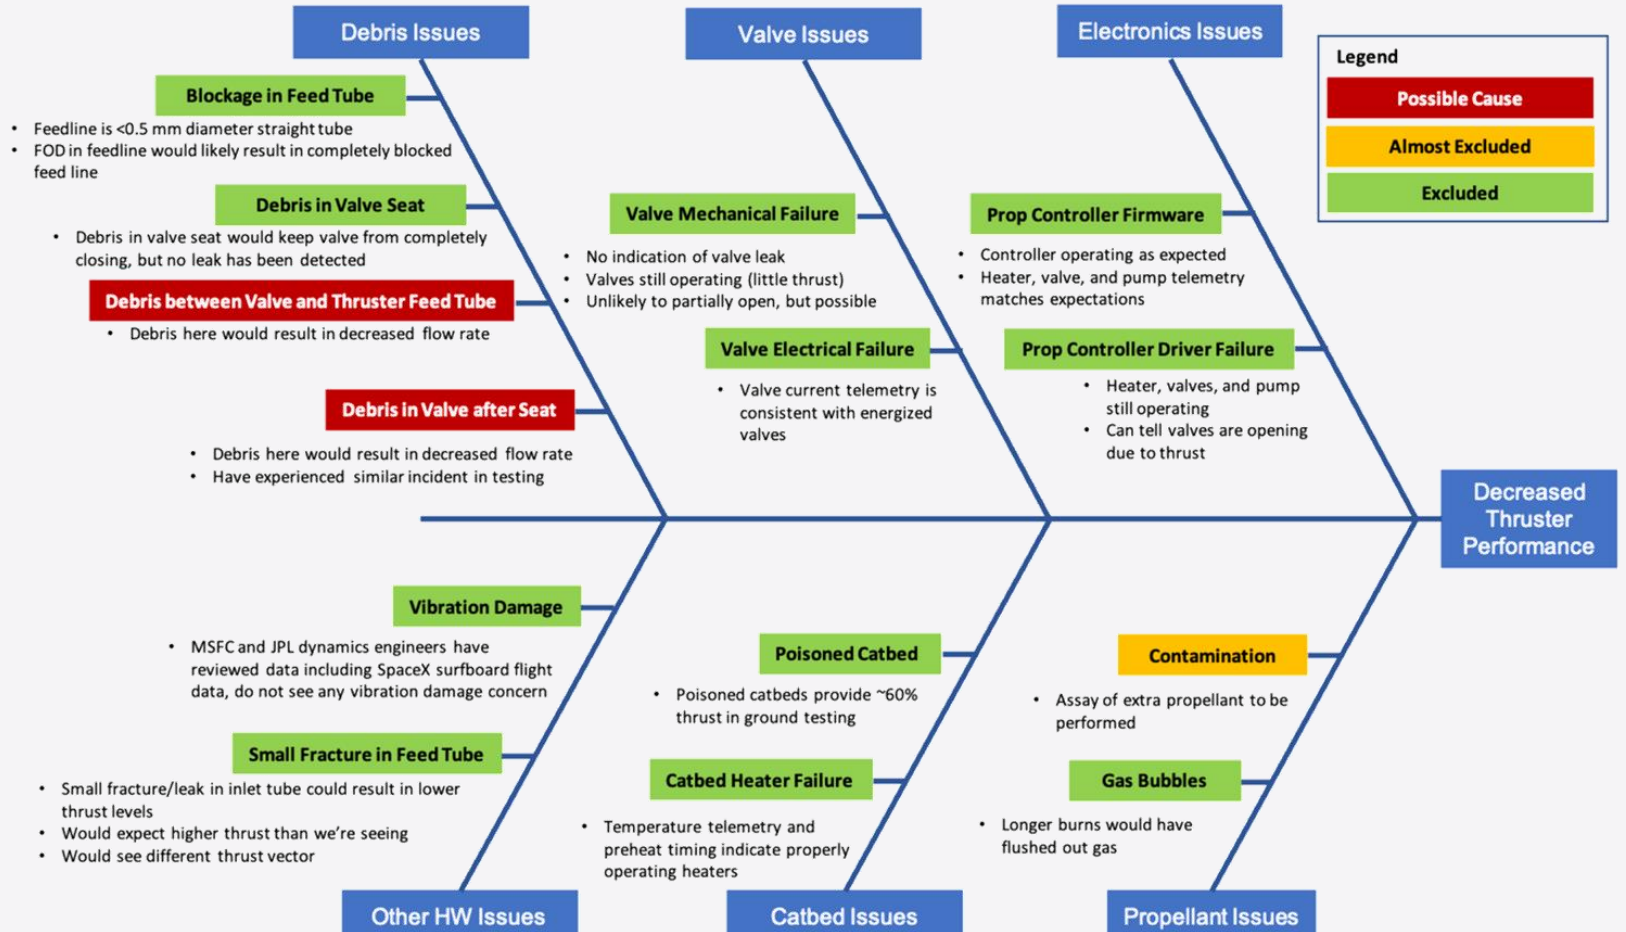 Debris Issues
Blockage in Feed Tube
• Feedline is <0.5 mm diameter straight tube
• FOD in feedline would likely result in completely blocked
feed line
Debris in Valve Seat
• Debris in valve seat would keep valve from completely
closing, but no leak has been detected
Debris between Valve and Thruster Feed Tube
• Debris here would result in decreased flow rate
Debris in Valve after Seat
• Debris here would result in decreased flow rate
• Have experienced similar incident in testing
Valve Issues
Valve Mechanical Failure
• No indication of valve leak
• Valves still operating (little thrust)
• Unlikely to partially open, but possible
Valve Electrical Failure
• Valve current telemetry is
consistent with energized
valves
Electronics Issues
Prop Controller Firmware
• Controller operating as expected
• Heater, valve, and pump telemetry
matches expectations
Prop Controller Driver Failure
• Heater, valves, and pump
still operating
• Can tell valves are opening
due to thrust
Legend
Possible Cause
Almost Excluded
Excluded
Decreased
Thruster
Performance
Vibration Damage
• MSFC and JPL dynamics engineers have
reviewed data including SpaceX surfboard flight
data, do not see any vibration damage concern
Small Fracture in Feed Tube
• Small fracture/leak in inlet tube could result in lower
thrust levels
• Would expect higher thrust than we're seeing
• Would see different thrust vector
Other HW Issues
Poisoned Catbed
• Poisoned catbeds provide ~60%
thrust in ground testing
Catbed Heater Failure
• Temperature telemetry and
preheat timing indicate properly
operating heaters
Catbed Issues
Contamination
• Assay of extra propellant to be
performed
Gas Bubbles
• Longer burns would have
flushed out gas
Propellant Issues